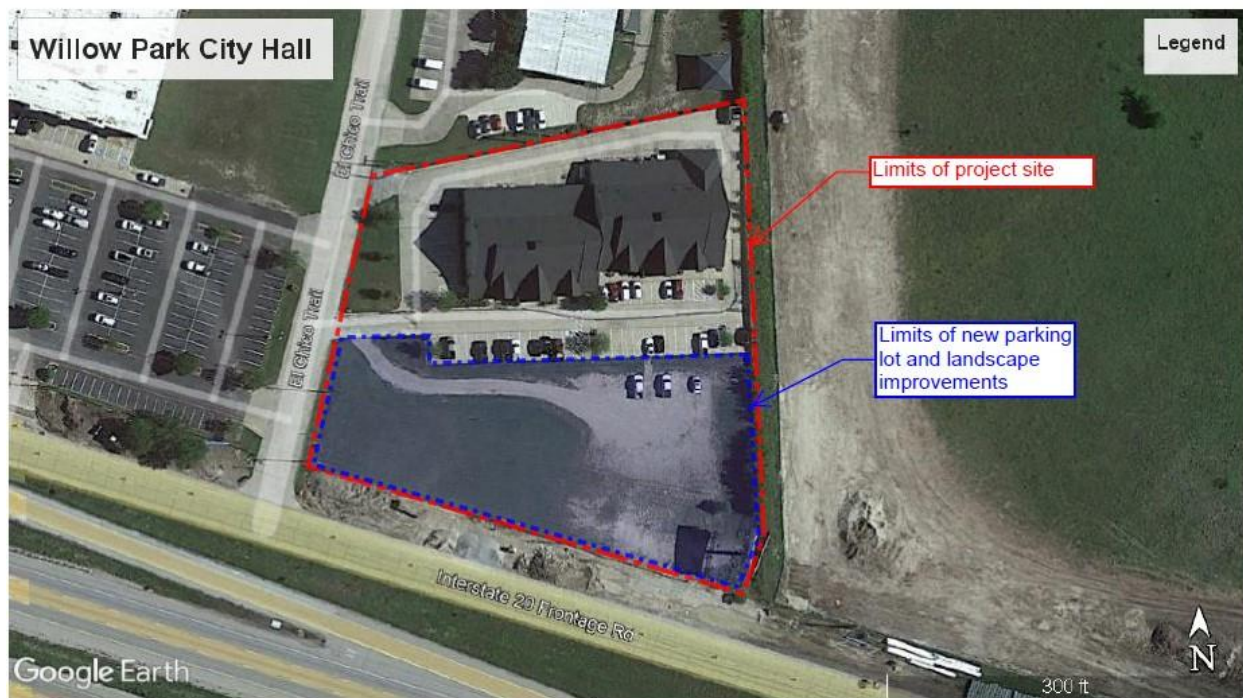 Willow Park City Hall
Legend
El Chico Trail
Limits of project site
El Chico Trail
Limits of new parking
lot and landscape
improvements
Interstate 20 Frontage Rd
Google Earth
300 ft
N